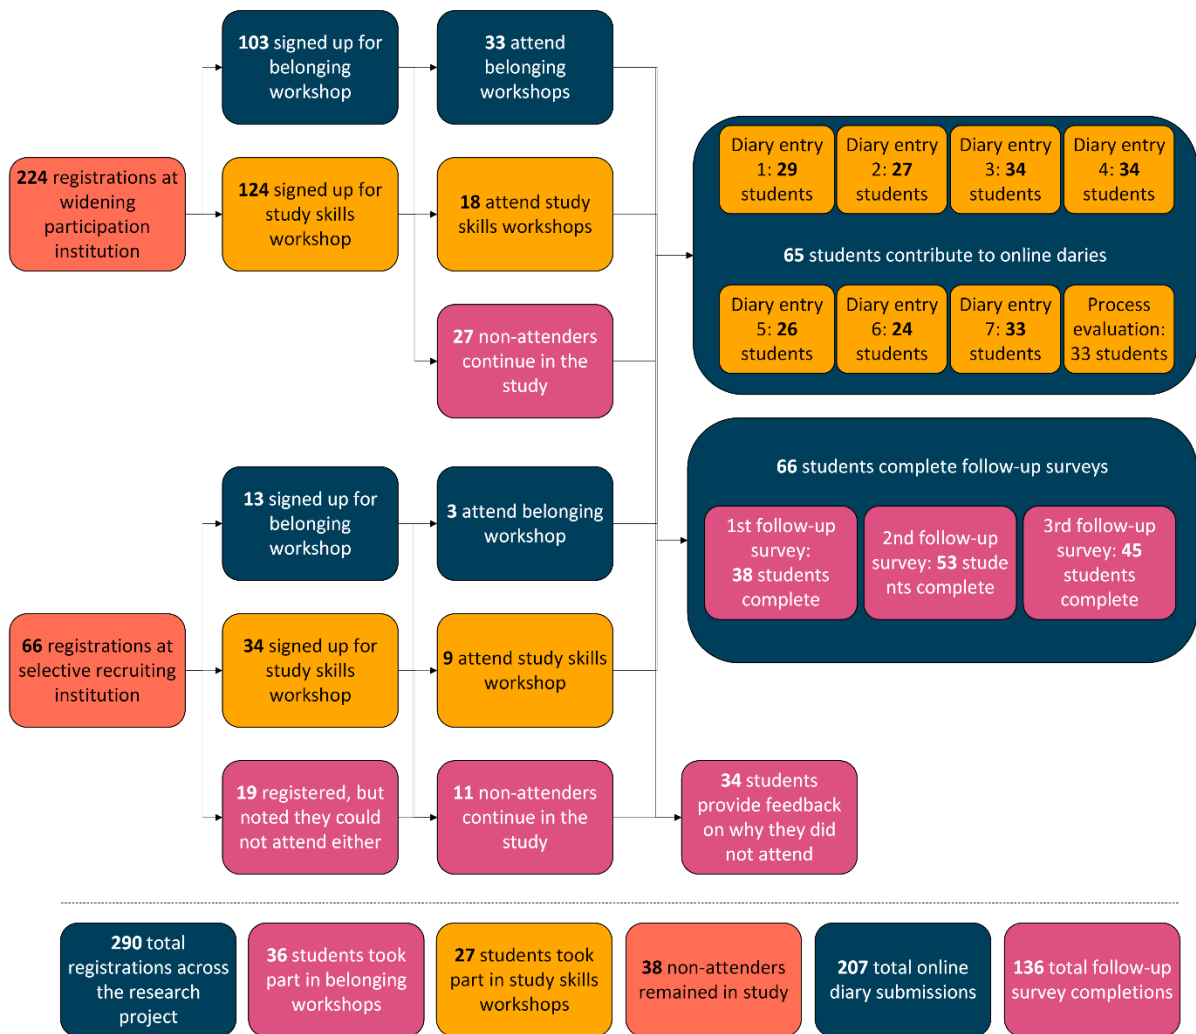 103 signed up for
belonging
workshop
33 attend
belonging
workshops
224 registrations at
widening
participation
institution
124 signed up for
study skills
workshop
18 attend study
skills workshops
27 non-attenders
continue in the
study
Diary entry
1: 29
students
Diary entry
2: 27
students
Diary entry
3: 34
students
Diary entry
4: 34
students
65 students contribute to online daries
Diary entry
5: 26
students
Diary entry
6: 24
students
Diary entry
7: 33
students
Process
evaluation:
33 students
66 students complete follow-up surveys
1st follow-up
survey:
38 students
complete
2nd follow-up
survey: 53 stude
nts complete
3rd follow-up
survey: 45
students
complete
13 signed up for
belonging
workshop
3 attend belonging
workshop
66 registrations at
selective recruiting
institution
34 signed up for
study skills
workshop
9 attend study skills
workshop
19 registered, but
noted they could
not attend either
11 non-attenders
continue in the
study
34 students
provide feedback
on why they did
not attend
290 total
registrations across
the research
project
36 students took
part in belonging
workshops
27 students took
part in study skills
workshops
38 non-attenders
remained in study
207 total online
diary submissions
136 total follow-up
survey completions